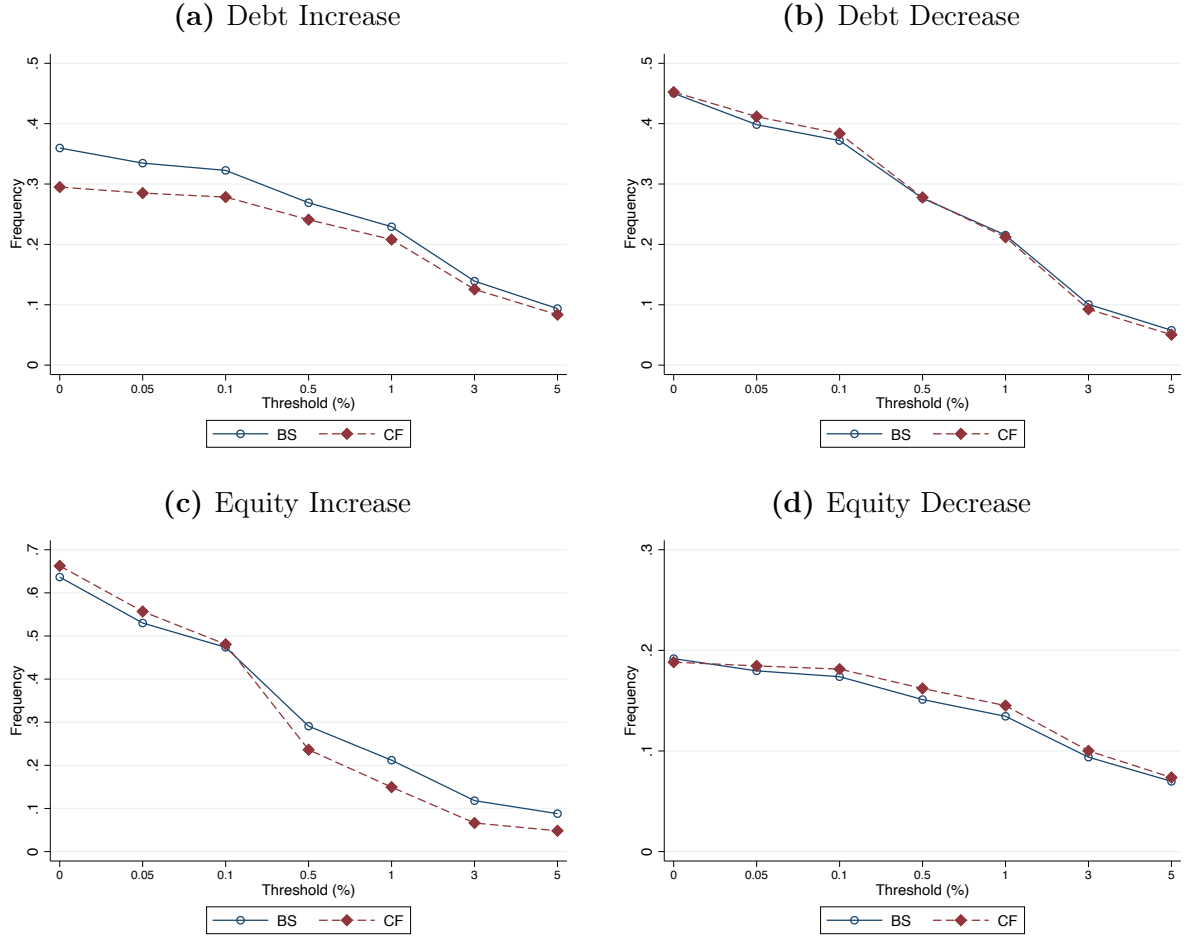 (a) Debt Increase
(b) Debt Decrease
Frequency
0 .1 .2 .3 .4 .5
0 0.05 0.1 0.5 1 3 5
Threshold (%)
BS CF
Frequency
0 .1 .2 .3 .4 .5
0 0.05 0.1 0.5 1 3 5
Threshold (%)
BS CF
(c) Equity Increase
(d) Equity Decrease
Frequency
0 .1 .2 .3 .4 .5 .6 .7
0 0.05 0.1 0.5 1 3 5
Threshold (%)
BS CF
Frequency
0 .1 .2 .3
0 0.05 0.1 0.5 1 3 5
Threshold (%)
BS CF